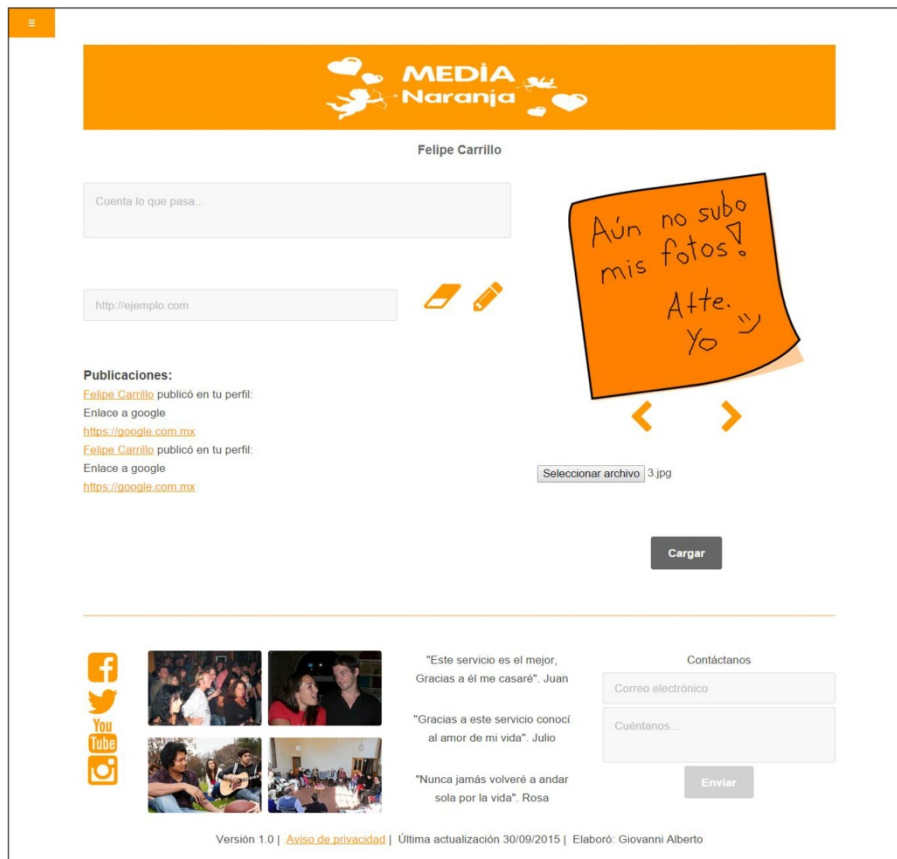 MEDİA
Naranja
Felipe Carrillo
Cuenta lo que pasa...
Aún no subo
mis fotos!
Atte.
Yo
http://ejemplo.com
Publicaciones:
Felipe Carrillo publicó en tu perfil:
Enlace a google
https://google.com.mx
Felipe Carrillo publicó en tu perfil:
Enlace a google
https://google.com.mx
Seleccionar archivo 3.jpg
Cargar
You
Tube
"Este servicio es el mejor,
Gracias a él me casaré". Juan
"Gracias a este servicio conocí
al amor de mi vida". Julio
"Nunca jamás volveré a andar
sola por la vida". Rosa
Contáctanos
Correo electrónico
Cuéntanos...
Enviar
Versión 1.0 | Aviso de privacidad | Última actualización 30/09/2015 | Elaboró: Giovanni Alberto